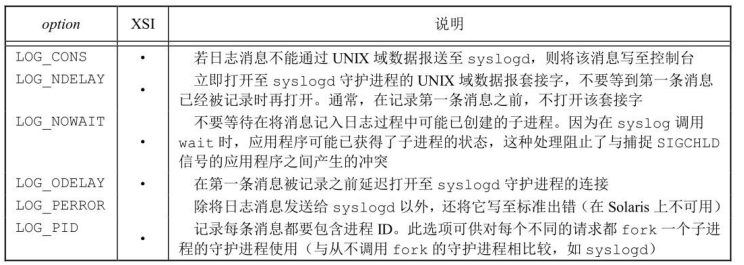 option XSI 说明
LOG_CONS • 若日志消息不能通过 UNIX 域数据报送至 syslogd，则将该消息写至控制台
LOG_NDELAY • 立即打开至 syslogd 守护进程的 UNIX 域数据报套接字，不要等到第一条消息
已经被记录时再打开。通常，在记录第一条消息之前，不打开该套接字
LOG_NOWAIT • 不要等待在将消息记入日志过程中可能已创建的子进程。因为在 syslog 调用
wait 时，应用程序可能已获得了子进程的状态，这种处理阻止了与捕捉 SIGCHLD
信号的应用程序之间产生的冲突
LOG_ODELAY • 在第一条消息被记录之前延迟打开至 syslogd 守护进程的连接
LOG_PERROR 除将日志消息发送给 syslogd 以外，还将它写至标准出错（在 Solaris 上不可用）
LOG_PID • 记录每条消息都要包含进程 ID。此选项可供对每个不同的请求都 fork 一个子进
程的守护进程使用（与从不调用 fork 的守护进程相比较，如 syslogd）